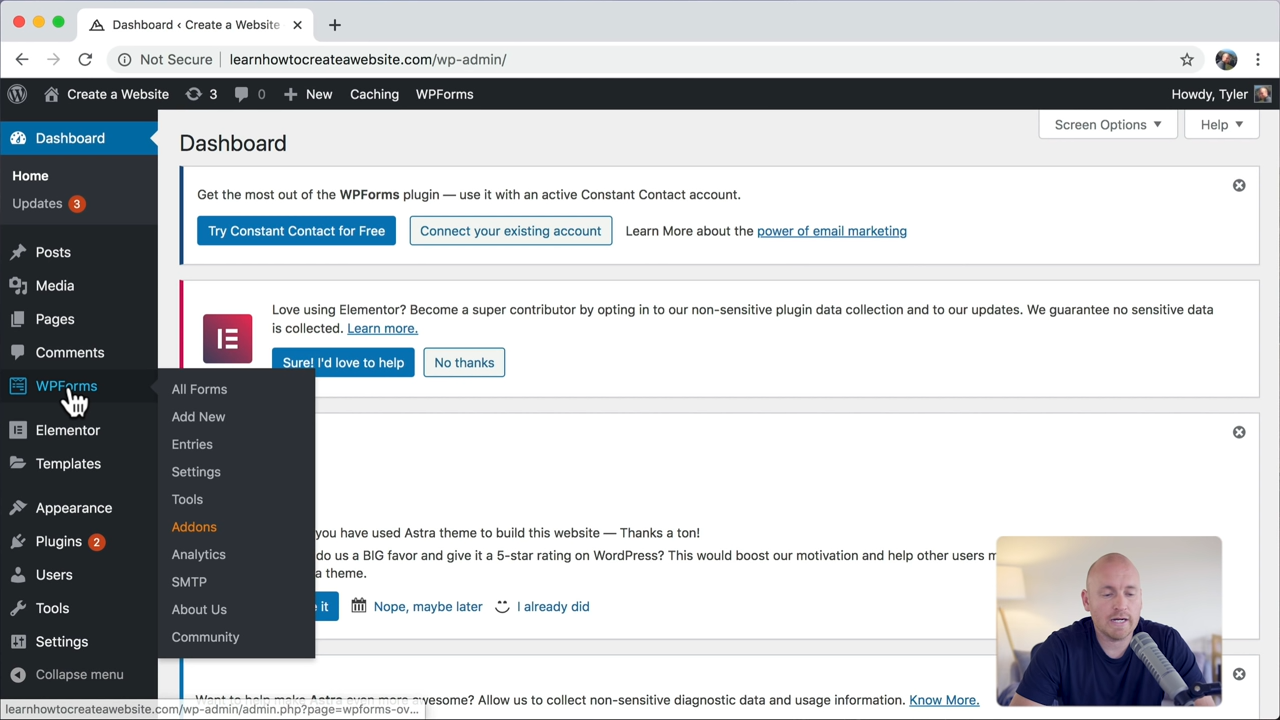 Dashboard ‹ Create a Website
Not Secure
learnhowtocreateawebsite.com/wp-admin/
Create a Website
3
0
New
Caching
WPForms
Howdy, Tyler
Dashboard
Home
Updates 3
Posts
Media
Pages
Comments
WPForms
Elementor
Templates
Appearance
Plugins 2
Users
Tools
Settings
Collapse menu
All Forms
Add New
Entries
Settings
Tools
Addons
Analytics
SMTP
About Us
Community
Screen Options
Help
Dashboard
Get the most out of the WPForms plugin — use it with an active Constant Contact account.
Try Constant Contact for Free
Connect your existing account
Learn More about the power of email marketing
Love using Elementor? Become a super contributor by opting in to our non-sensitive plugin data collection and to our updates. We guarantee no sensitive data
is collected. Learn more.
Sure! I'd love to help
No thanks
you have used Astra theme to build this website — Thanks a ton!
do us a BIG favor and give it a 5-star rating on WordPress? This would boost our motivation and help other users
a theme.
it
Nope, maybe later
I already did
Want to help make Astra even more awesome? Allow us to collect non-sensitive diagnostic data and usage information. Know More.
learnhowtocreateawebsite.com/wp-admin/admin.php?page=wpforms-ov...